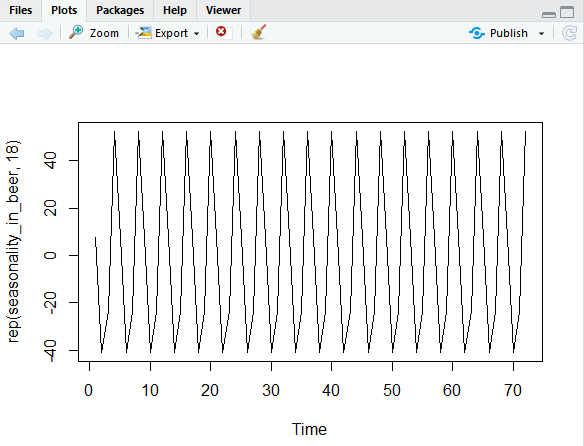 Files Plots Packages Help Viewer
Zoom Export Publish
rep(seasonality_in_beer, 18)
40
20
0
-20
-40
0 10 20 30 40 50 60 70
Time